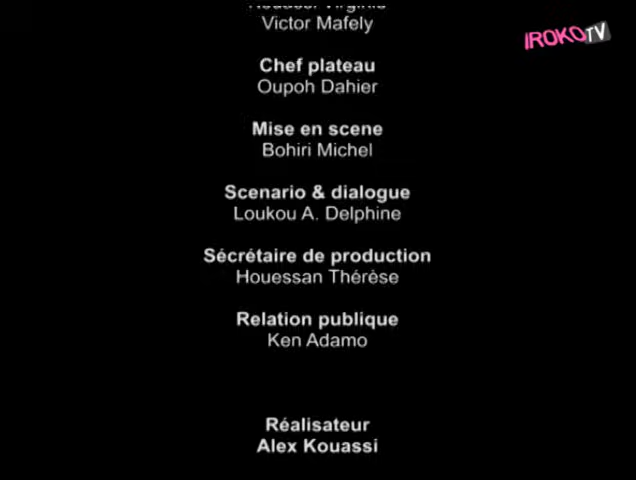 Victor Mafely
IROKOTV
Chef plateau
Oupoh Dahier
Mise en scene
Bohiri Michel
Scenario & dialogue
Loukou A. Delphine
Sécrétaire de production
Houessan Thérèse
Relation publique
Ken Adamo
Réalisateur
Alex Kouassi